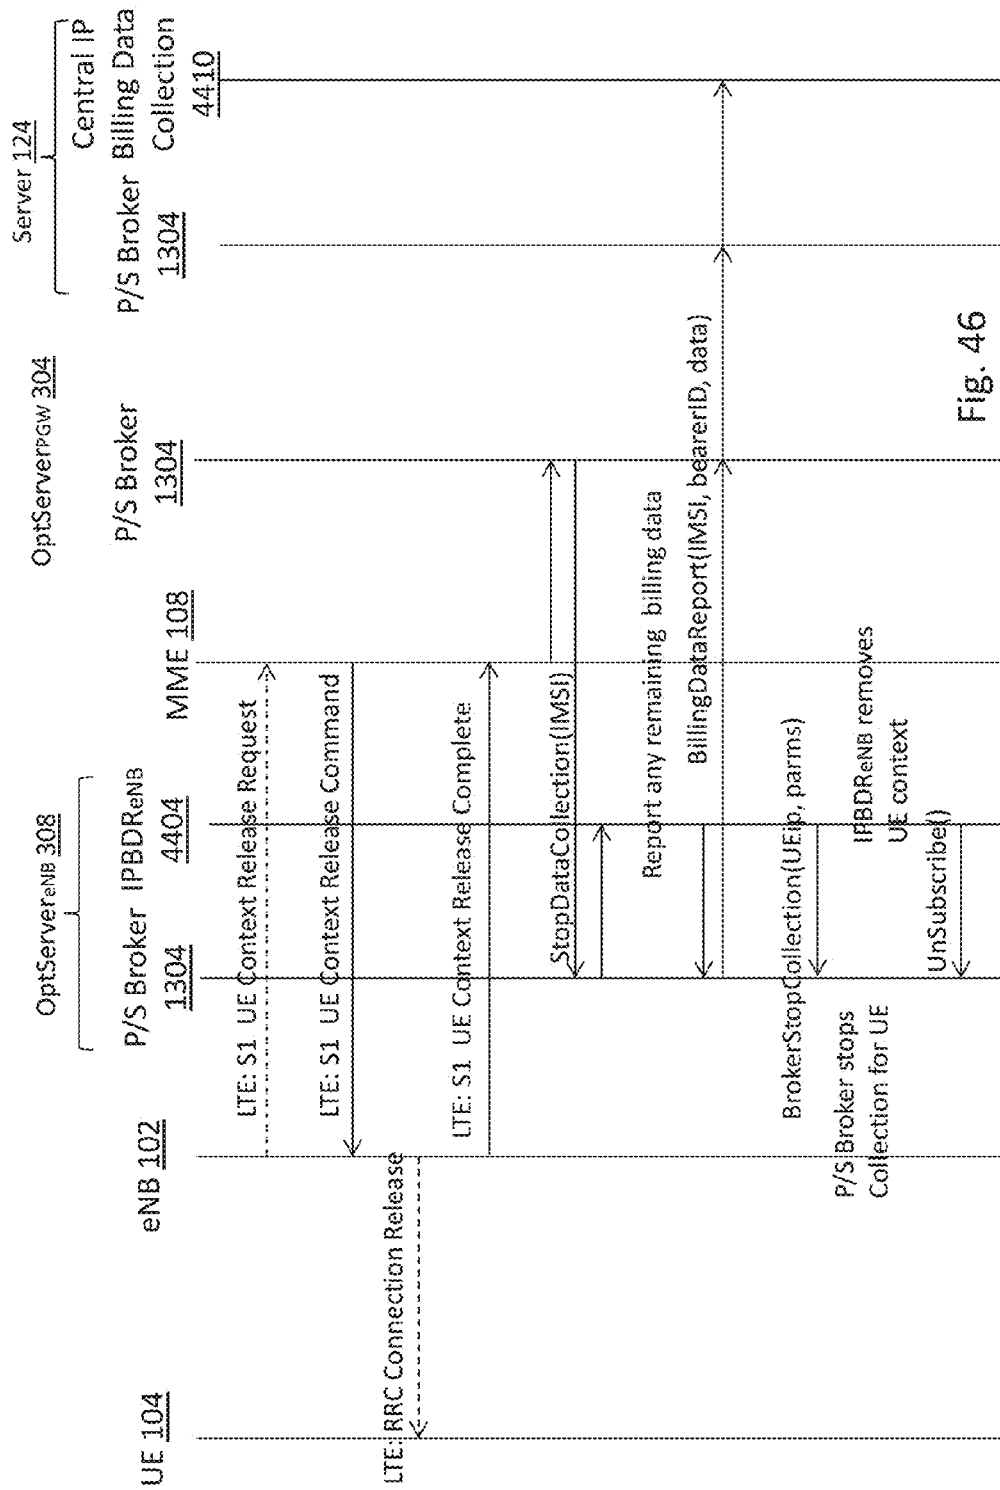 UE 104
eNB 102
OptServereNB 308
P/S Broker
1304
IPBDReNB
4404
MME 108
OptServerPGW 304
P/S Broker
1304
Server 124
P/S Broker
1304
Central IP
Billing Data
Collection
4410
LTE: S1 UE Context Release Request
LTE: S1 UE Context Release Command
LTE: RRC Connection Release
LTE: S1 UE Context Release Complete
StopDataCollection(IMSI)
Report any remaining billing data
BillingDataReport(IMSI, bearerID, data)
BrokerStopCollection(UEip, parms)
P/S Broker stops
Collection for UE
IPBDReNB removes
UE context
UnSubscribe()
Fig. 46